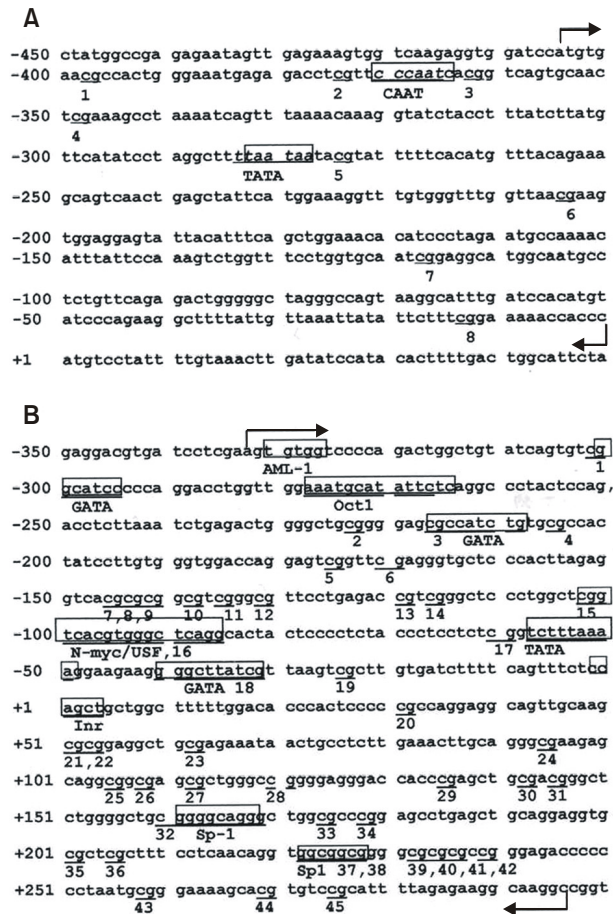 A
-450 ctatggccga gagaatagtt gagaaagtgg tcaagaggtg gatccatgtg
-400 aacgccactg ggaaatgaga gacctcgttc ccaatcacgg tcagtgcaac
1 2 CAAT 3
-350 tcgaaagcct aaaatcagtt taaaacaaag gtatctacct ttatcttatg
4
-300 ttcatatcct aggctttttaa taatacgtat ttttcacatg tttacagaaa
TATA 5
-250 gcagtcaact gagctattca tggaaaggtt tgtgggtttg ggttaacgaag
6
-200 tggaggagta ttacatttca gctggaaaca catccctaga atgccaaaac
-150 atttattcca aagtctggtt tcctggtgca atcggaggca tggcaatgcc
7
-100 tctgttcaga gactgggggc tagggccagt aaggcatttg atccacatgt
-50 atcccagaag gcttttattg ttaaattata ttctttcgga aaaaccaccc
8
+1 atgtcctatt ttgtaaactt gatatccata cacttttgac tggcattcta
B
-350 gaggacgtga tcctcgaagt tgtggtcccca gactggctgt atcagtgtcg
AML-1 1
-300 gcatccccca ggacctggtt ggaaatgcat attctcaggc cctactccag,
GATA Oct1
-250 acctcttaaa tctgagactg gggctgcggg gagcgccatc tgtgcgccac
2 3 GATA 4
-200 tatccttgtg ggtggaccag gagtcggttc gagggtgctc ccacttagag
5 6
-150 gtcacgcgcg gcgtcgggcg ttcctgagac cgtcgggctc cctggctcgg
7,8,9 10 11 12 13 14 15
-100 tcacgtgggc tcaggcacta ctcccctcta ctccctcctc ggtctttaaa
N-myc/USF,16 17 TATA
-50 aggaagaagg ggcttatcgt taagtcgctt gtgatctttt cagtttctcc
GATA 18 19
+1 agctgctggc tttttggaca cccactcccc cgccaggagg cagttgcaag
Inr 20
+51 cgcggaggct gcgagaaata actgcctctt gaaacttgca gggcgaagag
21,22 23 24
+101 caggcggcga gcgctgggcc ggggagggac cacccgagct gcgacgggct
25 26 27 28 29 30 31
+151 ctggggctgc ggggcagggc tggcgcccgg agcctgagct gcaggaggtg
32 Sp-1 33 34
+201 cgctcgcttt cctcaacagg tggcggcggg gcgcgcgccg ggagaccccc
35 36 Sp1 37,38 39,40,41,42
+251 cctaatgcgg gaaaagcacg tgtccgcatt ttagagaagg caaggccggt
43 44 45